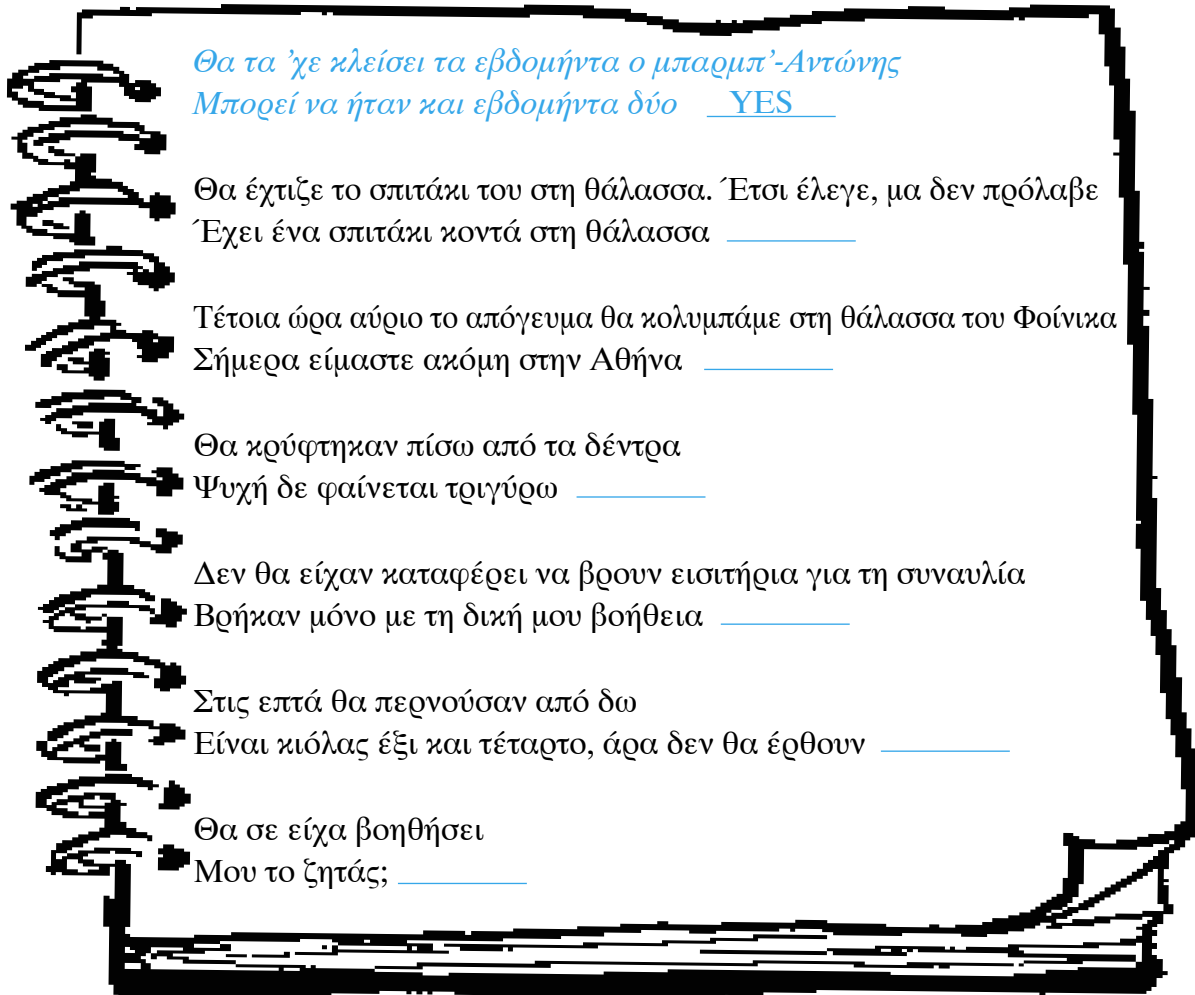 Θα τα ’χε κλείσει τα εβδομήντα ο μπαρμπ’-Αντώνης
Μπορεί να ήταν και εβδομήντα δύο YES
Θα έχτιζε το σπιτάκι του στη θάλασσα. Έτσι έλεγε, μα δεν πρόλαβε
Έχει ένα σπιτάκι κοντά στη θάλασσα
Τέτοια ώρα αύριο το απόγευμα θα κολυμπάμε στη θάλασσα του Φοίνικα
Σήμερα είμαστε ακόμη στην Αθήνα
Θα κρύφτηκαν πίσω από τα δέντρα
Ψυχή δε φαίνεται τριγύρω
Δεν θα είχαν καταφέρει να βρουν εισιτήρια για τη συναυλία
Βρήκαν μόνο με τη δική μου βοήθεια
Στις επτά θα περνούσαν από δω
Είναι κιόλας έξι και τέταρτο, άρα δεν θα έρθουν
Θα σε είχα βοηθήσει
Μου το ζητάς;